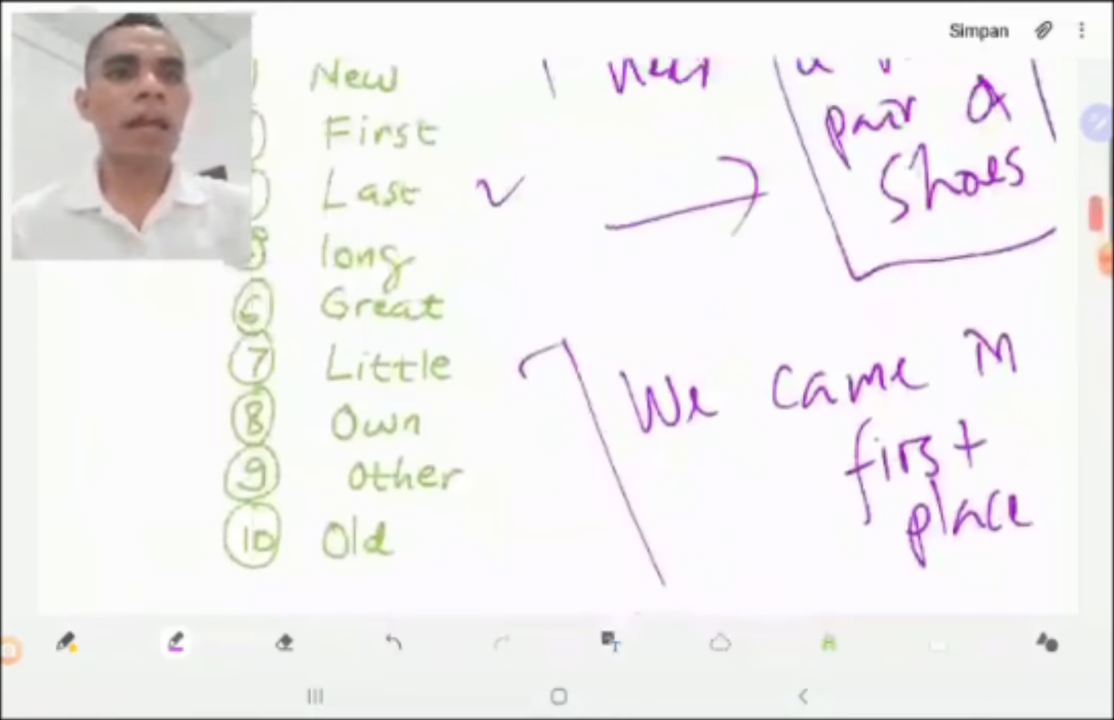 Simpan
New
First
Last
long
6 Great
7 Little
8 Own
9 other
10 Old
pair of
Shoes
We came in
first
place